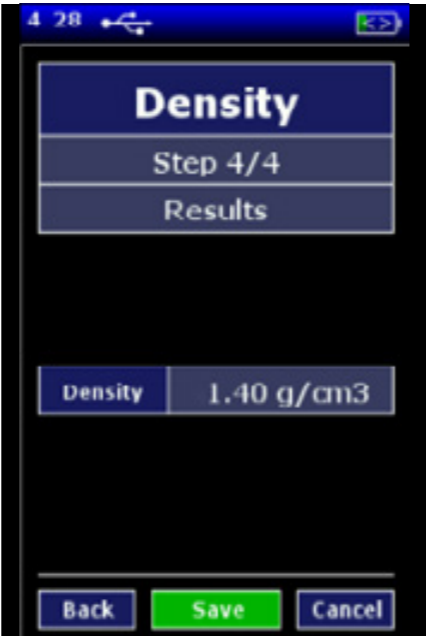 4 28
Density
Step 4/4
Results
Density 1.40 g/cm3
Back Save Cancel